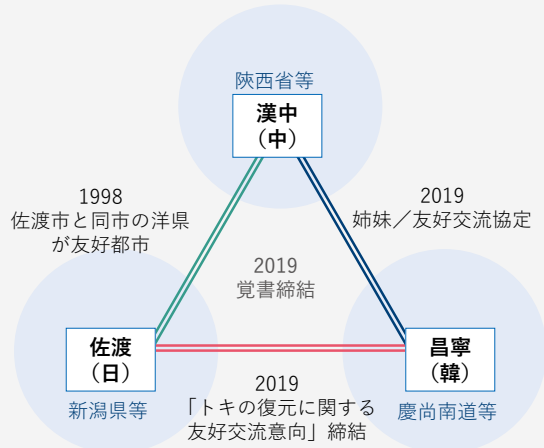 陝西省等
漢中
（中）
1998
佐渡市と同市の洋県
が友好都市
2019
姉妹／友好交流協定
2019
覚書締結
佐渡
（日）
新潟県等
昌寧
（韓）
慶尚南道等
2019
「トキの復元に関する
友好交流意向」締結